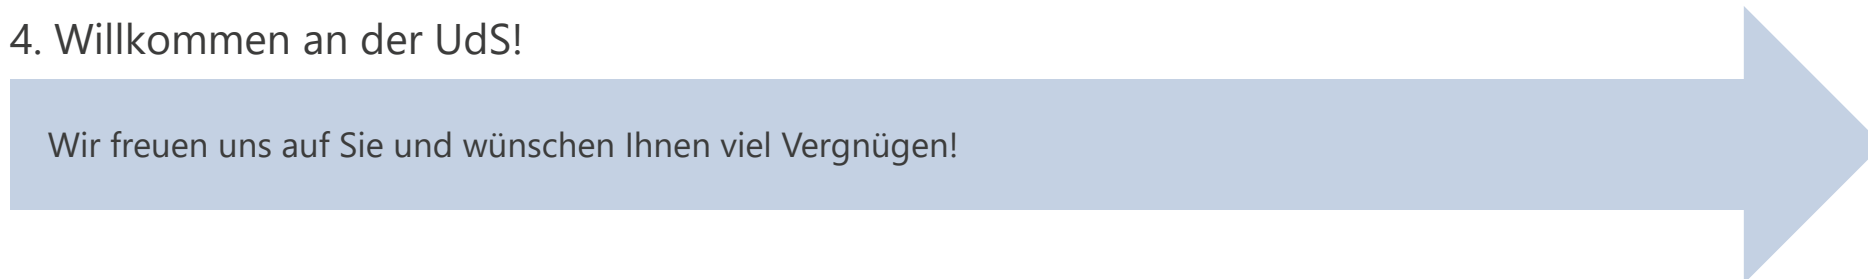 4. Willkommen an der UdS!
Wir freuen uns auf Sie und wünschen Ihnen viel Vergnügen!